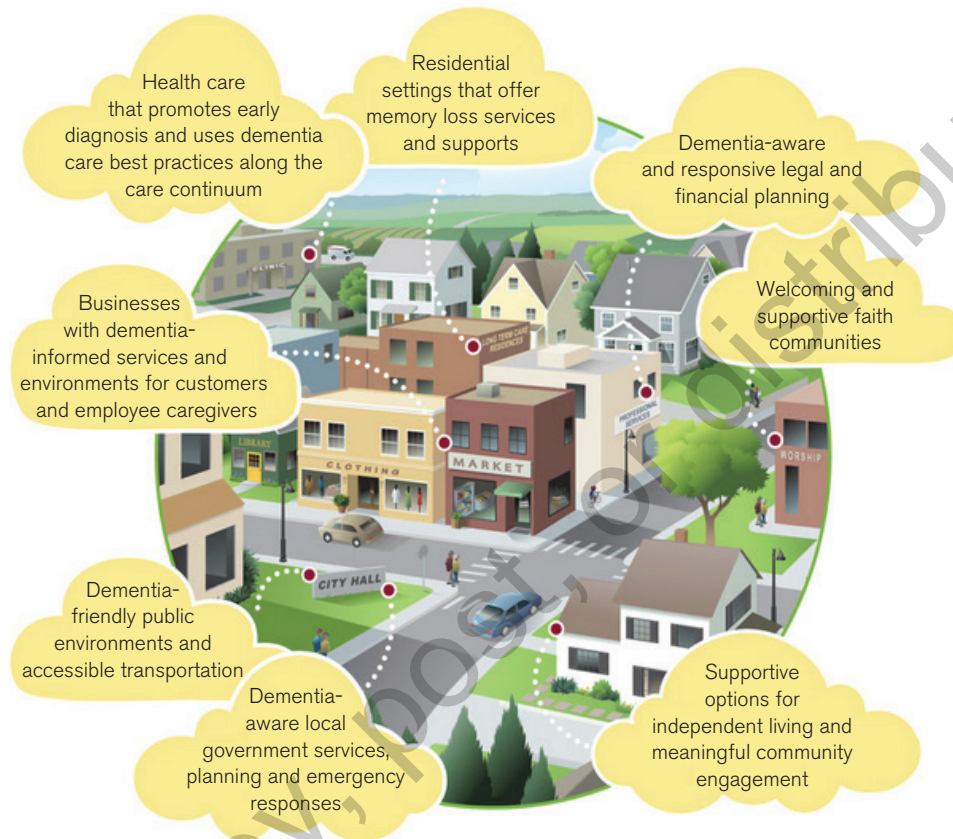 Health care
that promotes early
diagnosis and uses dementia
care best practices along the
care continuum
Residential
settings that offer
memory loss services
and supports
Dementia-aware
and responsive legal and
financial planning
Welcoming and
supportive faith
communities
Businesses
with dementia-
informed services and
environments for customers
and employee caregivers
CLINIC
LONG TERM CARE
RESIDENCES
PROFESSIONAL
SERVICES
WORSHIP
LIBRARY
CLOTHING
MARKET
CITY HALL
Dementia-
friendly public
environments and
accessible transportation
Dementia-
aware local
government services,
planning and emergency
responses
Supportive
options for
independent living and
meaningful community
engagement
post, or distribu